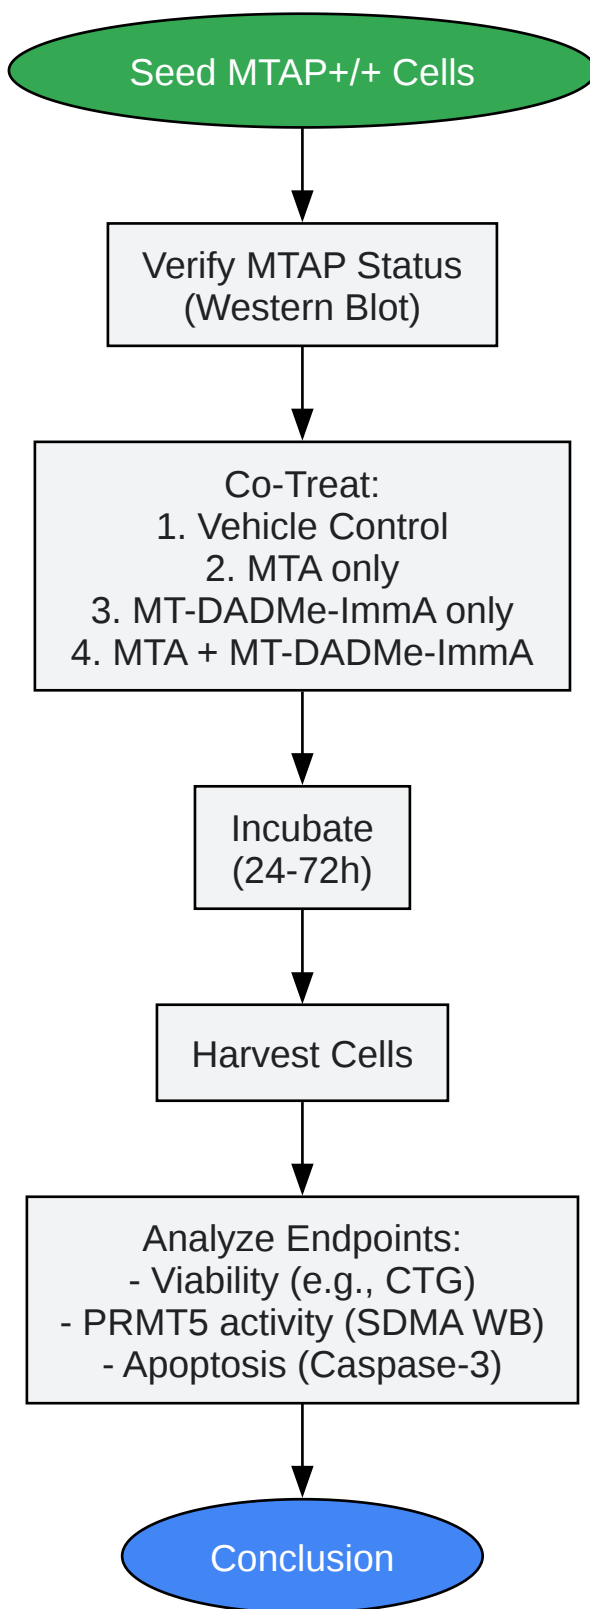 Seed MTAP+/+ Cells
Verify MTAP Status
(Western Blot)
Co-Treat:
1. Vehicle Control
2. MTA only
3. MT-DADMe-ImmA only
4. MTA + MT-DADMe-ImmA
Incubate
(24-72h)
Harvest Cells
Analyze Endpoints:
- Viability (e.g., CTG)
- PRMT5 activity (SDMA WB)
- Apoptosis (Caspase-3)
Conclusion